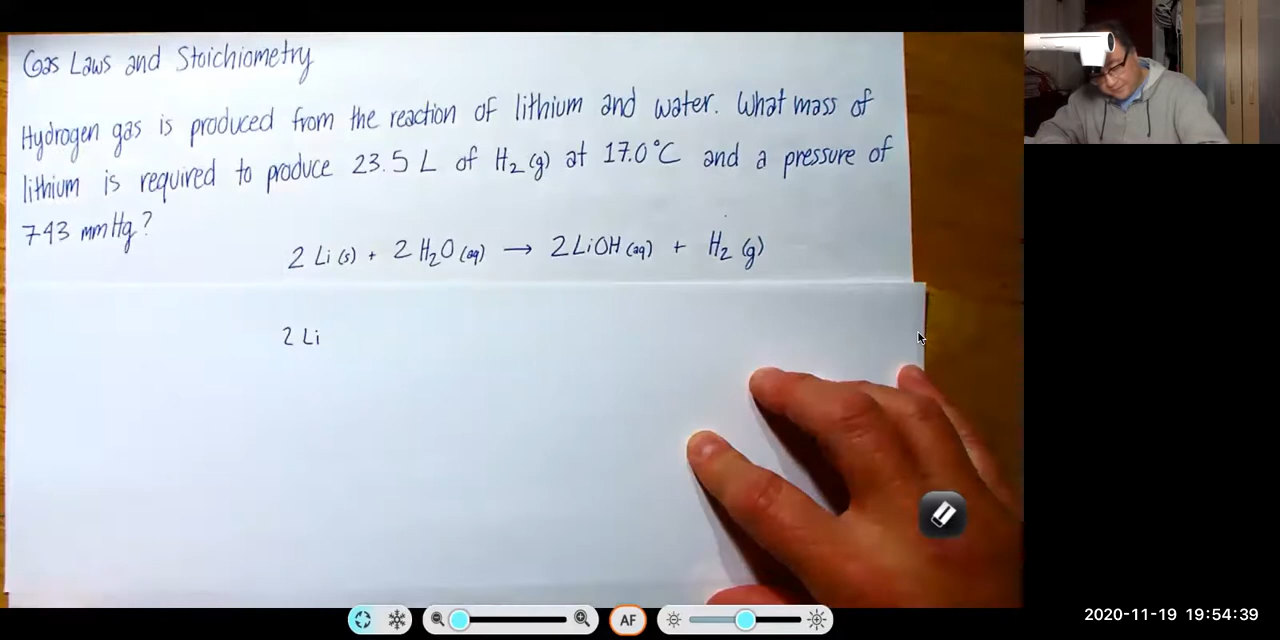 Gas Laws and Stoichiometry
Hydrogen gas is produced from the reaction of lithium and water. What mass of
lithium is required to produce 23.5 L of H₂(g) at 17.0°C and a pressure of
743 mmHg?
2 Li(s) + 2 H₂O(aq) → 2 LiOH(aq) + H₂(g)
2 Li
AF
2020-11-19 19:54:39